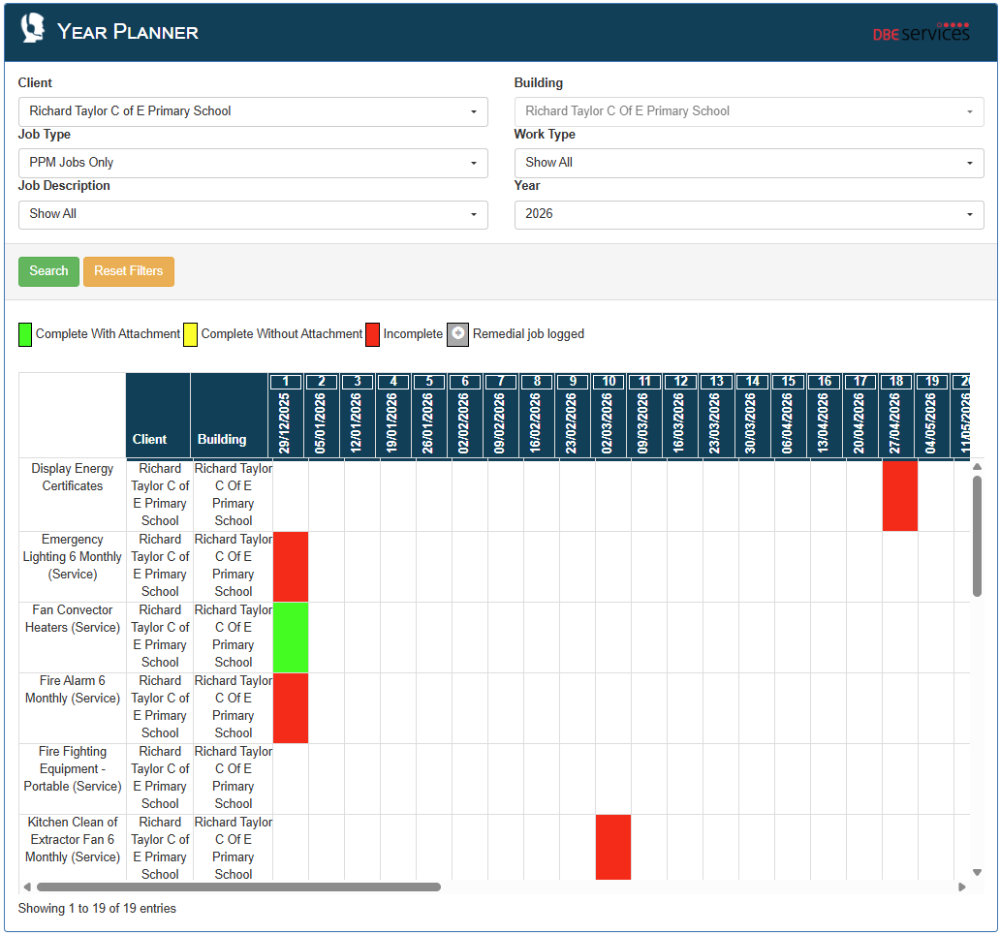 Year Planner
DBE services
Client
Building
Richard Taylor C of E Primary School
Richard Taylor C Of E Primary School
Job Type
Work Type
PPM Jobs Only
Show All
Job Description
Year
Show All
2026
Search
Reset Filters
Complete With Attachment
Complete Without Attachment
Incomplete
Remedial job logged
1 2 3 4 5 6 7 8 9 10 11 12 13 14 15 16 17 18 19
Client
Building
29/12/2025
05/01/2026
12/01/2026
19/01/2026
26/01/2026
02/02/2026
09/02/2026
16/02/2026
23/02/2026
02/03/2026
09/03/2026
16/03/2026
23/03/2026
30/03/2026
06/04/2026
13/04/2026
20/04/2026
27/04/2026
04/05/2026
11/05/2026
Display Energy
Certificates
Richard
Taylor C of
E Primary
School
Richard Taylor
C Of E
Primary
School
Emergency
Lighting 6 Monthly
(Service)
Richard
Taylor C of
E Primary
School
Richard Taylor
C Of E
Primary
School
Fan Convector
Heaters (Service)
Richard
Taylor C of
E Primary
School
Richard Taylor
C Of E
Primary
School
Fire Alarm 6
Monthly (Service)
Richard
Taylor C of
E Primary
School
Richard Taylor
C Of E
Primary
School
Fire Fighting
Equipment -
Portable (Service)
Richard
Taylor C of
E Primary
School
Richard Taylor
C Of E
Primary
School
Kitchen Clean of
Extractor Fan 6
Monthly (Service)
Richard
Taylor C of
E Primary
School
Richard Taylor
C Of E
Primary
School
Showing 1 to 19 of 19 entries